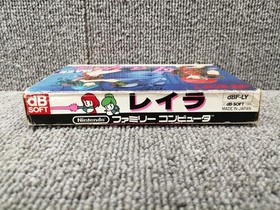 dB
SOFT
レイラ
dBF-LY
dB-SOFT
MADE IN JAPAN
Nintendo
ファミリー コンピュータ